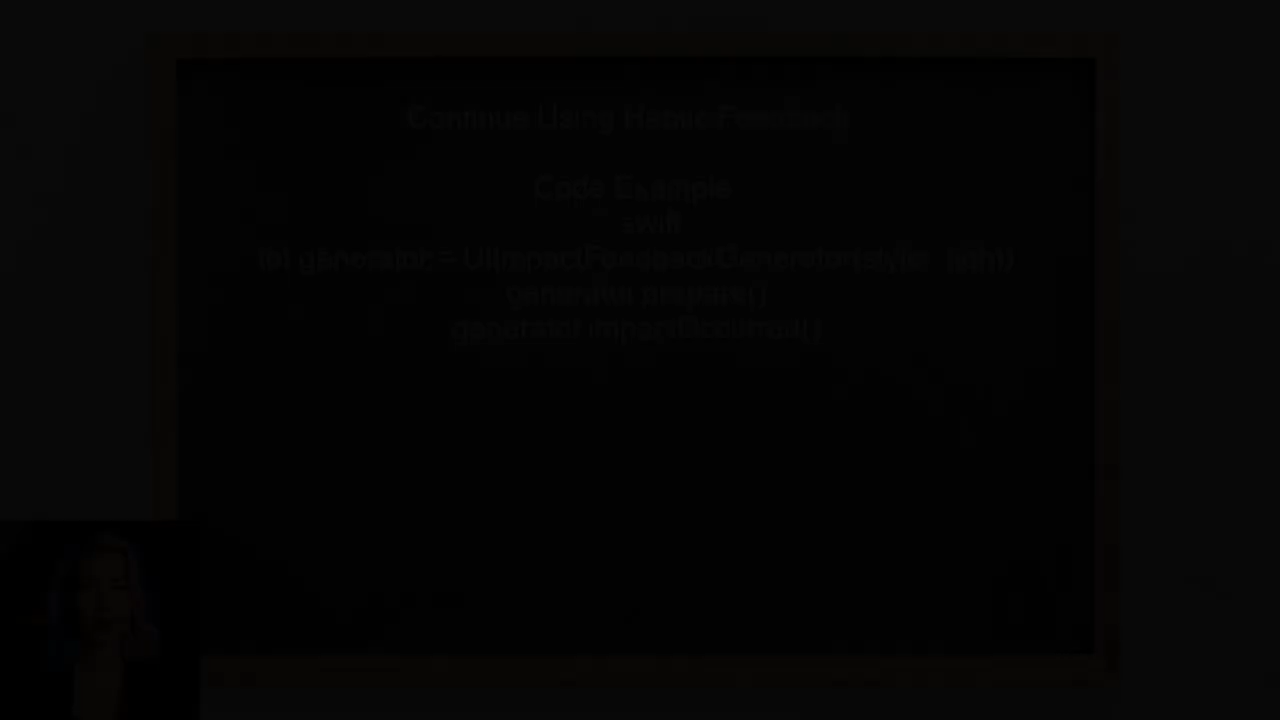 Continue Using Haptic Feedback
Code Example
swift
let generator = UIImpactFeedbackGenerator(style: .light)
generator.prepare()
generator.impactOccurred()